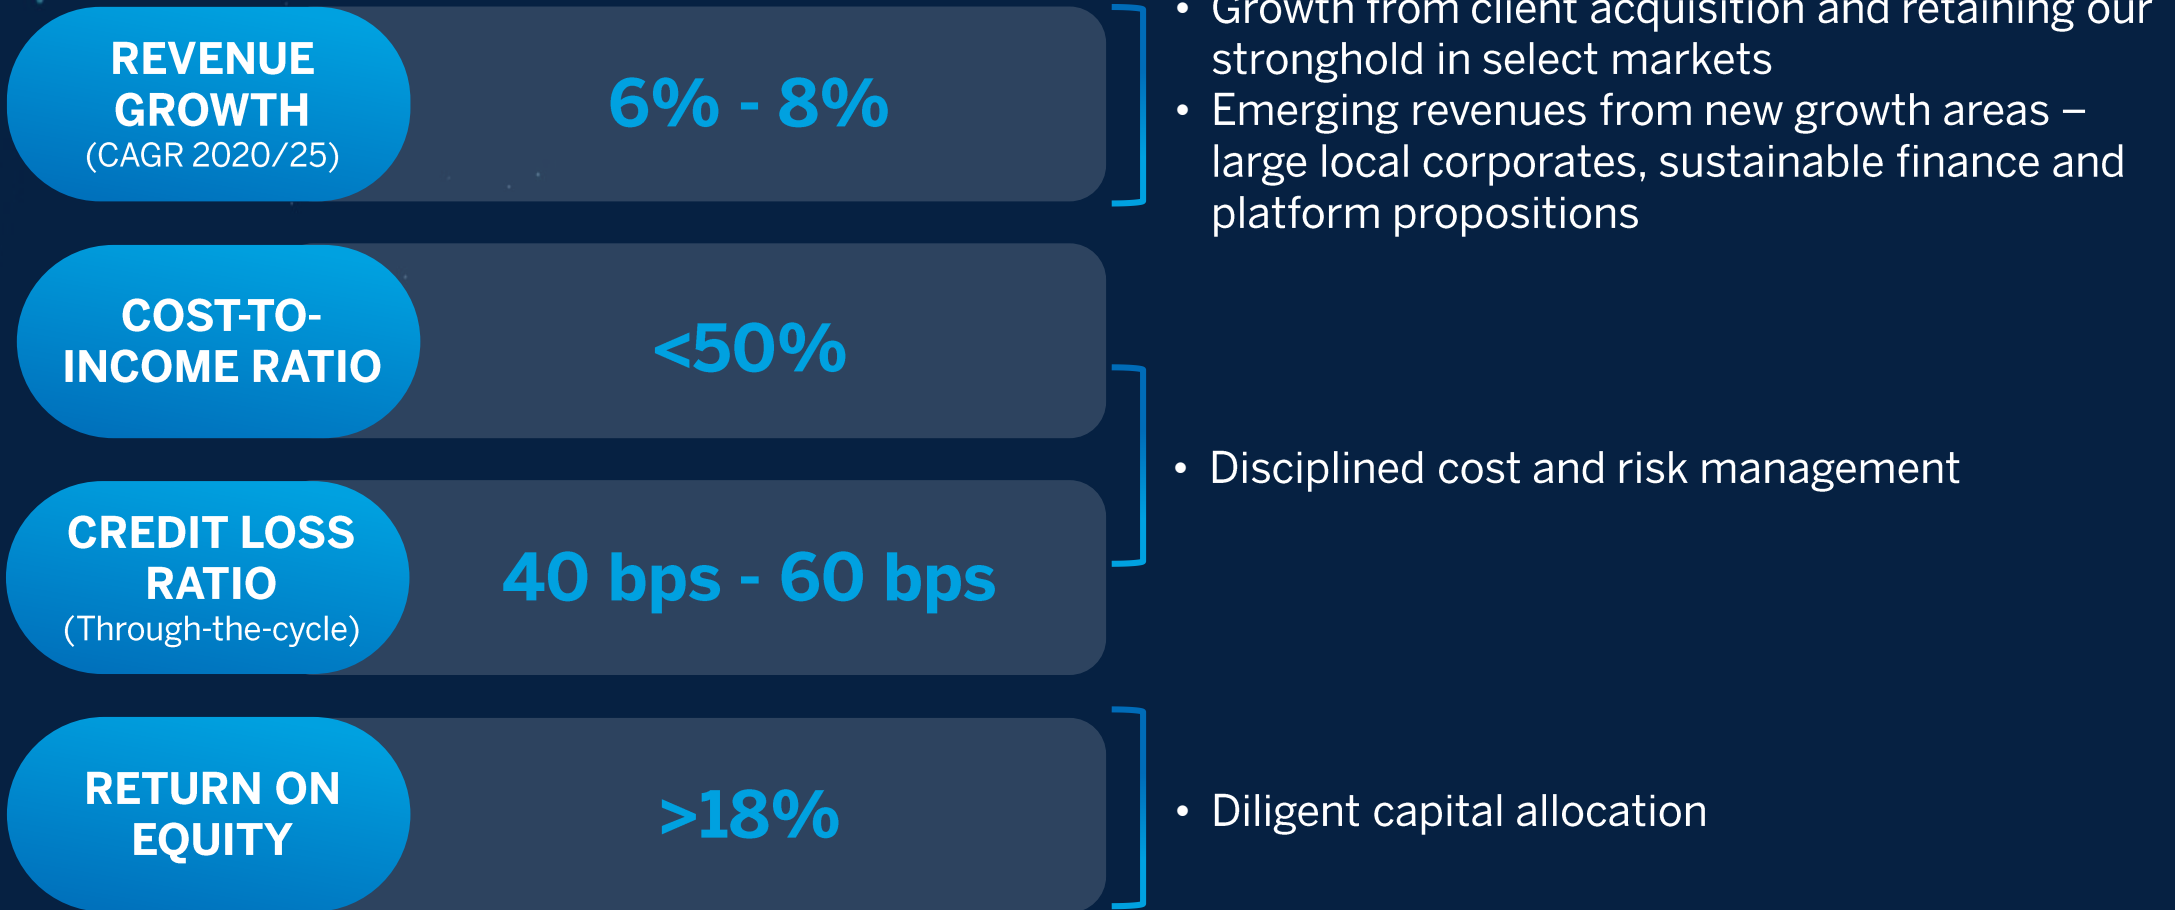 REVENUE
GROWTH
(CAGR 2020/25)
6% - 8%
• Growth from client acquisition and retaining our
stronghold in select markets
• Emerging revenues from new growth areas –
large local corporates, sustainable finance and
platform propositions
COST-TO-
INCOME RATIO
<50%
CREDIT LOSS
RATIO
(Through-the-cycle)
40 bps - 60 bps
• Disciplined cost and risk management
RETURN ON
EQUITY
>18%
• Diligent capital allocation